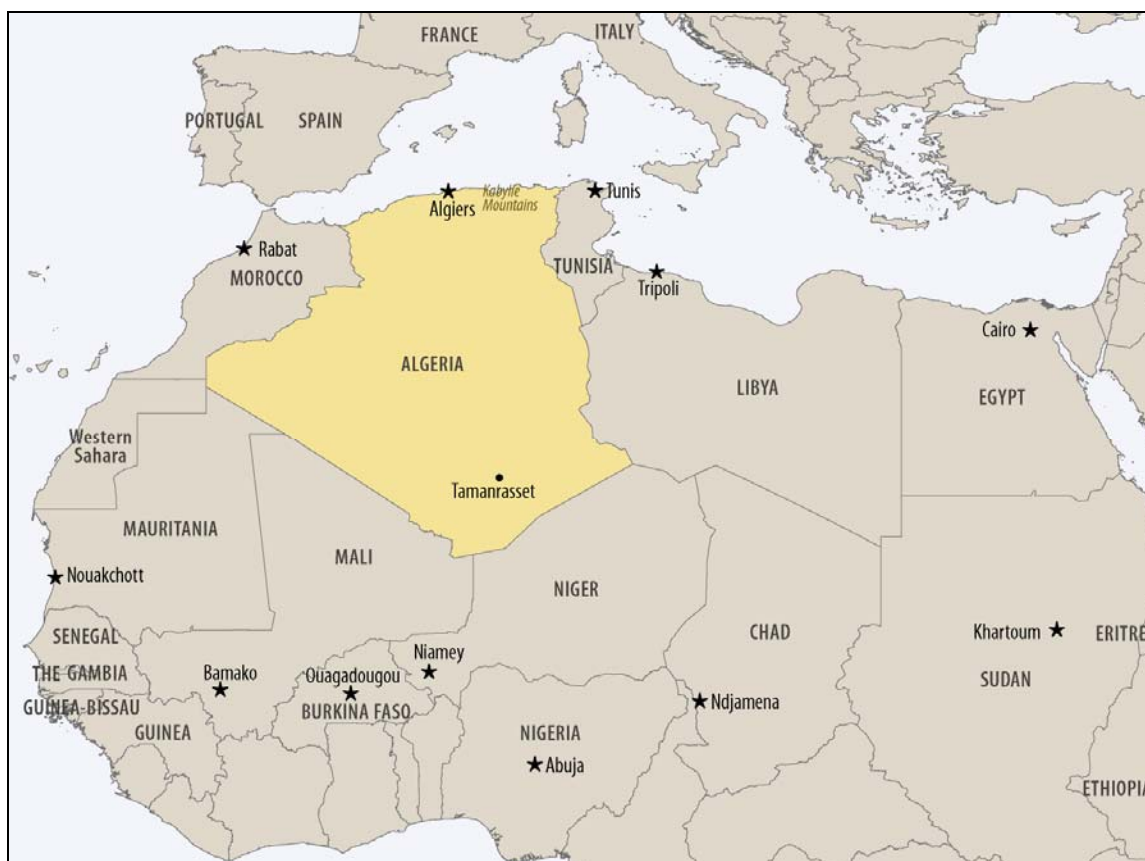 FRANCE
ITALY
PORTUGAL
SPAIN
Algiers
Kabylie
Mountains
Tunis
Rabat
MOROCCO
TUNISIA
Tripoli
Cairo
ALGERIA
LIBYA
EGYPT
Western
Sahara
Tamanrasset
MAURITANIA
MALI
NIGER
Nouakchott
CHAD
SENEGAL
Khartoum
ERITRE
THE GAMBIA
Bamako
Ouagadougou
Niamey
SUDAN
GUINEA-BISSAU
BURKINA FASO
Ndjamena
GUINEA
NIGERIA
Abuja
ETHIOPIA